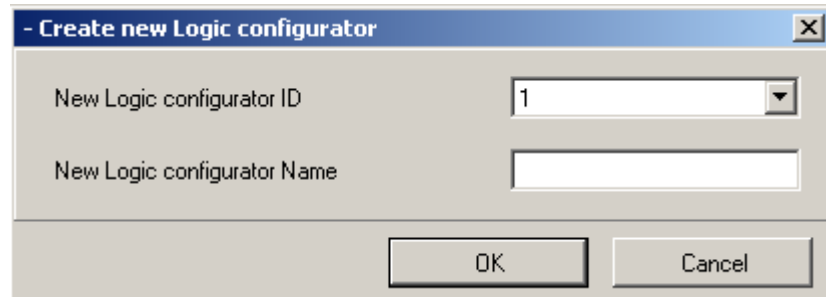 - Create new Logic configurator
New Logic configurator ID 1
New Logic configurator Name
OK Cancel